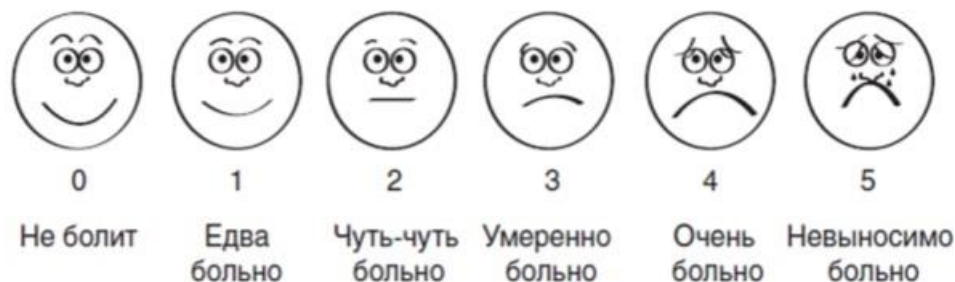 0 1 2 3 4 5
Не болит Едва Чуть-чуть Умеренно Очень Невыносимо
больно больно больно больно больно